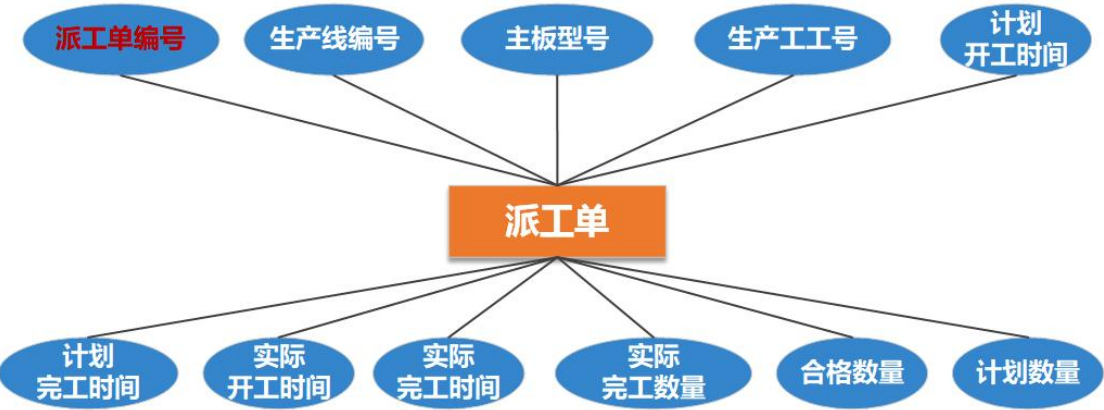 派工单编号
生产线编号
主板型号
生产工工号
计划
开工时间
派工单
计划
完工时间
实际
开工时间
实际
完工时间
实际
完工数量
合格数量
计划数量